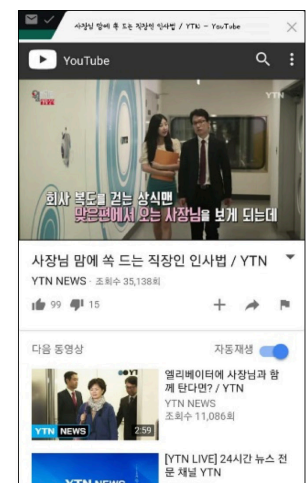 사장님 맘에 쏙 드는 직장인 인사법 / YTN - YouTube
YouTube
YTN
회사 복도를 걷는 상식맨
맞은편에서 오는 사장님을 보게 되는데
사장님 맘에 쏙 드는 직장인 인사법 / YTN
YTN NEWS · 조회수 35,138회
99 15
다음 동영상 자동재생
엘리베이터에 사장님과 함
께 탄다면? / YTN
YTN NEWS
조회수 11,086회
YTN NEWS 2:59
[YTN LIVE] 24시간 뉴스 전
문 채널 YTN
YTN NEWS